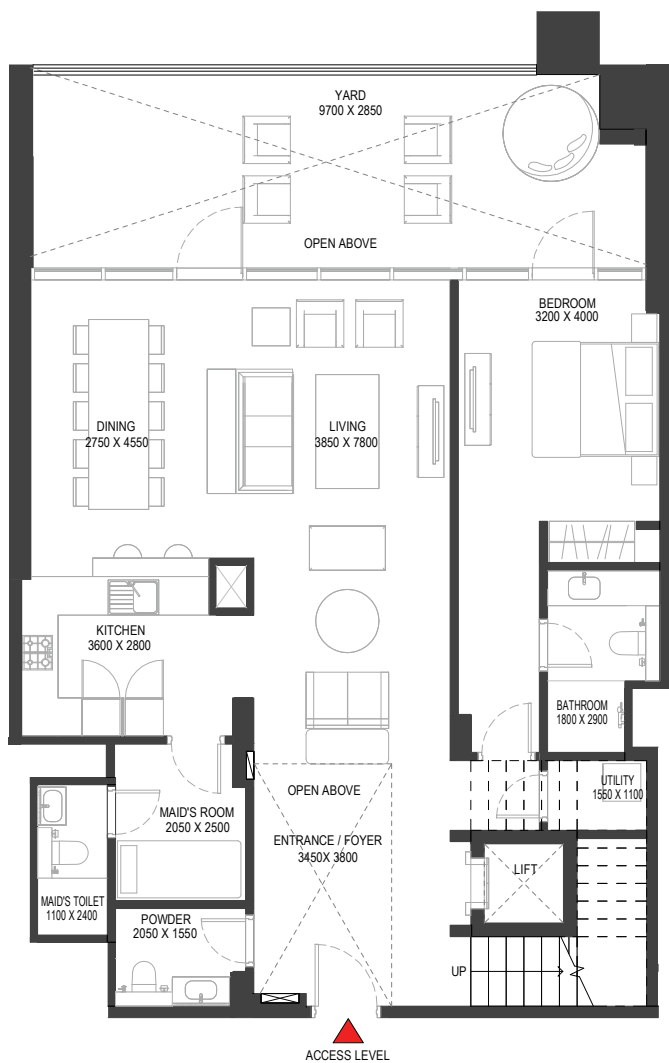 YARD
9700 X 2850
OPEN ABOVE
BEDROOM
3200 X 4000
DINING
2750 X 4550
LIVING
3850 X 7800
KITCHEN
3600 X 2800
BATHROOM
1800 X 2900
OPEN ABOVE
UTILITY
1550 X 1100
MAID'S ROOM
2050 X 2500
ENTRANCE / FOYER
3450X 3800
LIFT
MAID'S TOILET
1100 X 2400
POWDER
2050 X 1550
UP
ACCESS LEVEL